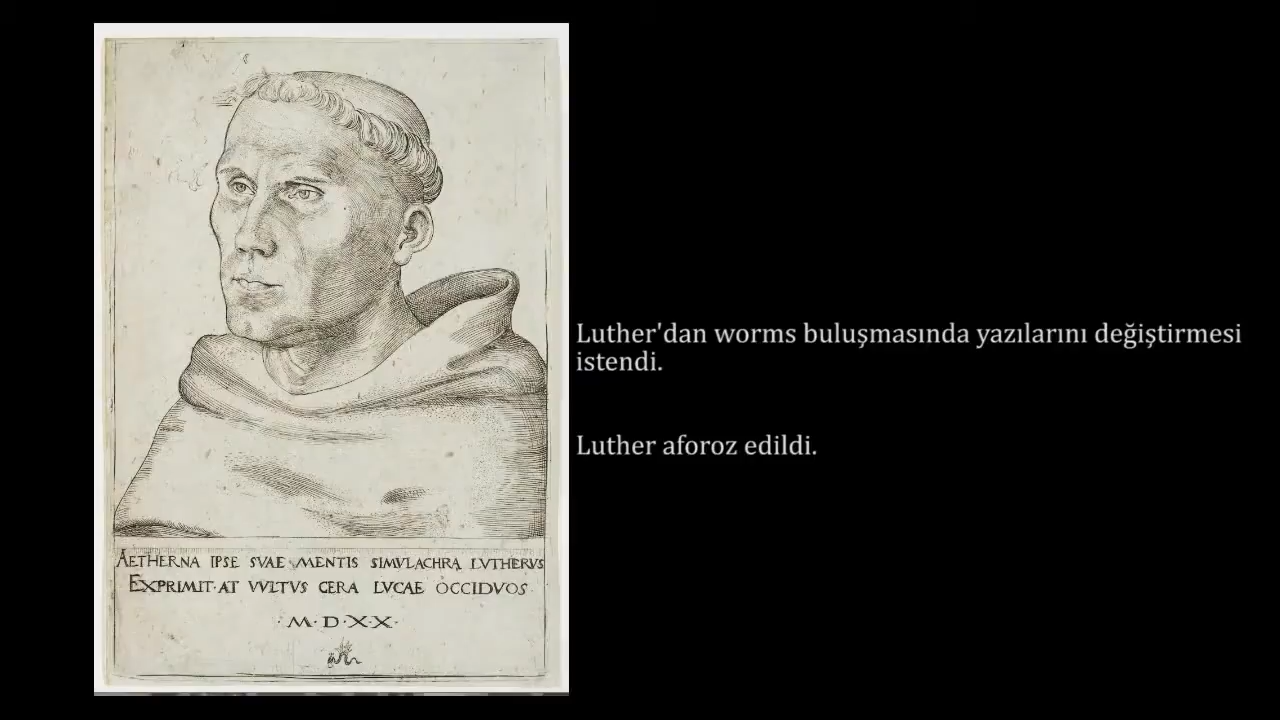 Luther'dan worms buluşmasında yazılarını değiştirmesi
istendi.
Luther aforoz edildi.
AETHERNA IPSE SVAE MENTIS SIMVLACHRA LVTHERVS
EXPRIMIT·AT VVLTVS CERA LVCAE OCCIDVOS·
·M·D·X·X·